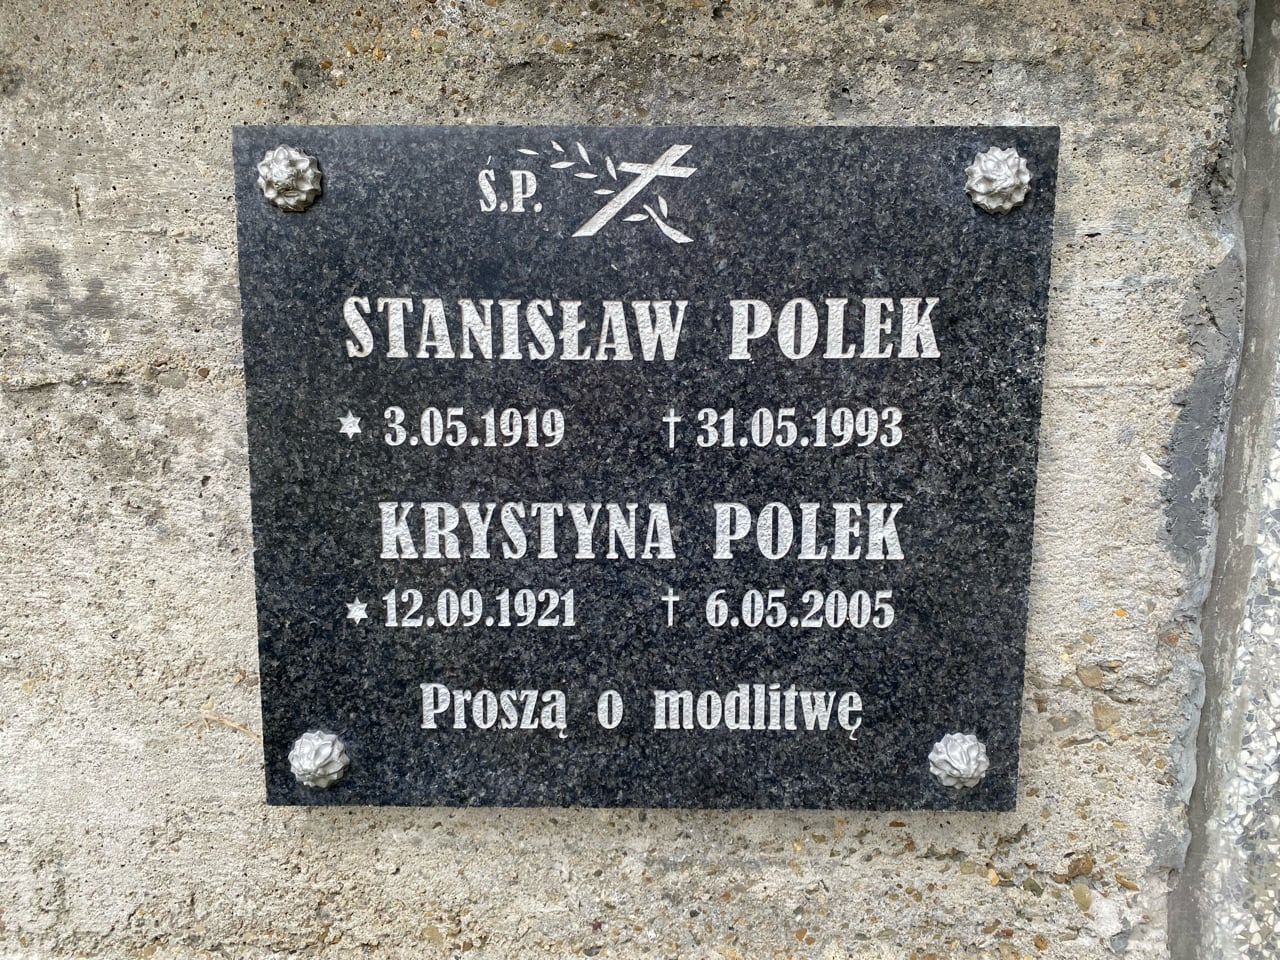 Ś.P.
STANISŁAW POLEK
* 3.05.1919 † 31.05.1993
KRYSTYNA POLEK
* 12.09.1921 † 6.05.2005
Proszą o modlitwę